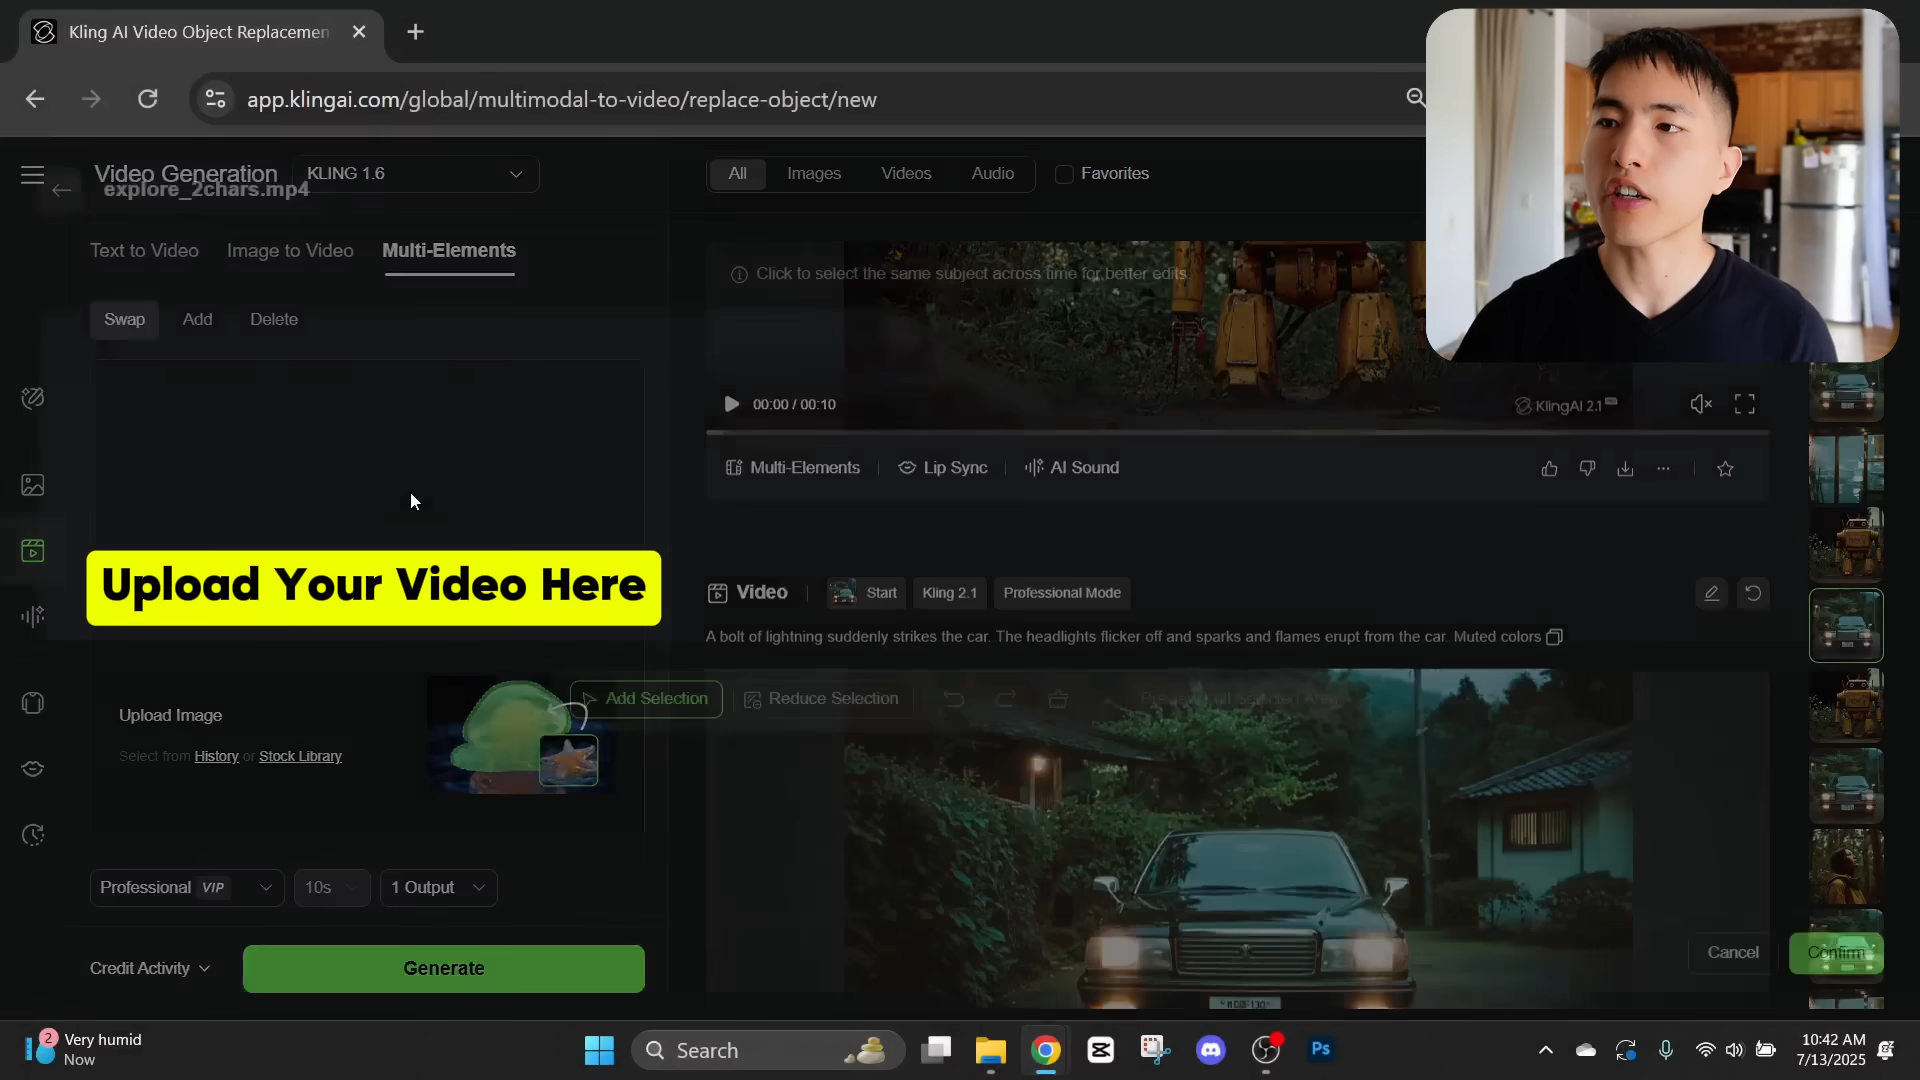 Kling AI Video Object Replacemen
app.klingai.com/global/multimodal-to-video/replace-object/new
Video Generation
KLING 1.6
explore_2chars.mp4
All
Images
Videos
Audio
Favorites
Text to Video
Image to Video
Multi-Elements
Click to select the same subject across time for better edits.
Swap
Add
Delete
00:00 / 00:10
KlingAI 2.1
Multi-Elements
Lip Sync
AI Sound
Upload Your Video Here
Video
Start
Kling 2.1
Professional Mode
A bolt of lightning suddenly strikes the car. The headlights flicker off and sparks and flames erupt from the car. Muted colors
Add Selection
Reduce Selection
Upload Image
Select from History or Stock Library
Professional VIP
10s
1 Output
Credit Activity
Generate
Cancel
Confirm
2
Very humid
Now
Search
Ps
10:42 AM
7/13/2025